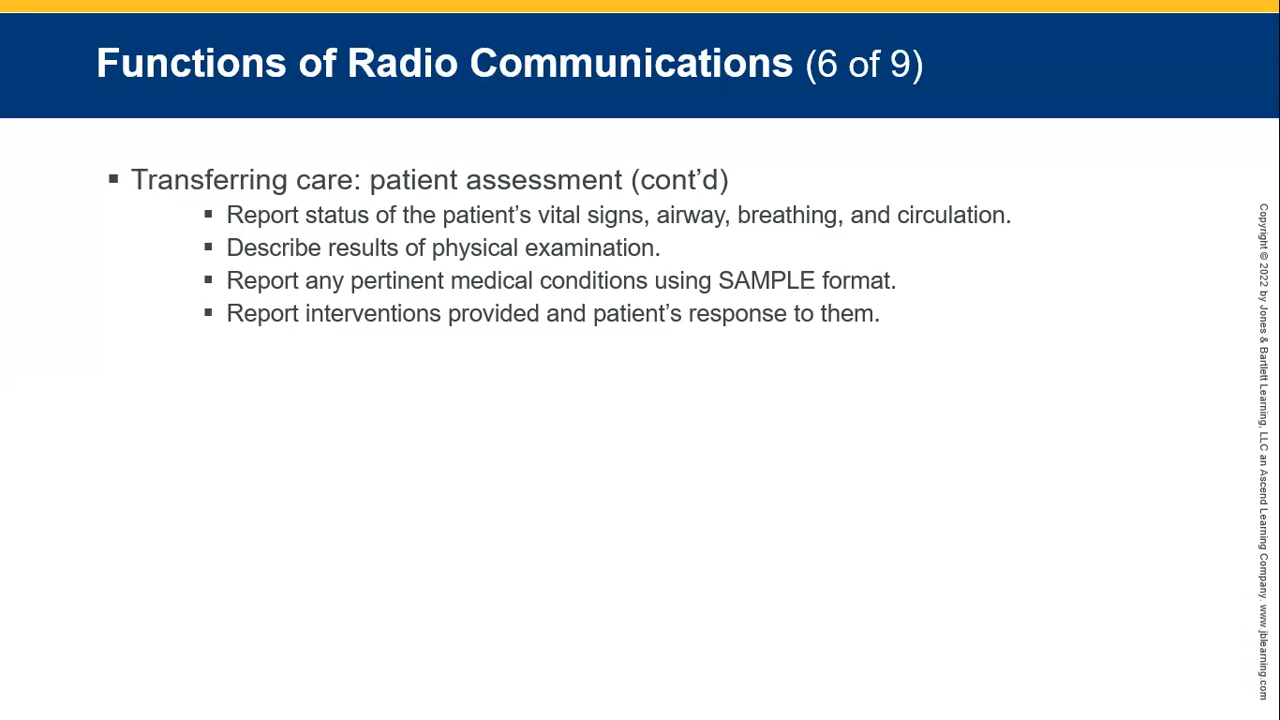 Functions of Radio Communications (6 of 9)
▪ Transferring care: patient assessment (cont’d)
▪ Report status of the patient’s vital signs, airway, breathing, and circulation.
▪ Describe results of physical examination.
▪ Report any pertinent medical conditions using SAMPLE format.
▪ Report interventions provided and patient’s response to them.
Copyright © 2022 by Jones & Bartlett Learning, LLC an Ascend Learning Company. www.jblearning.com